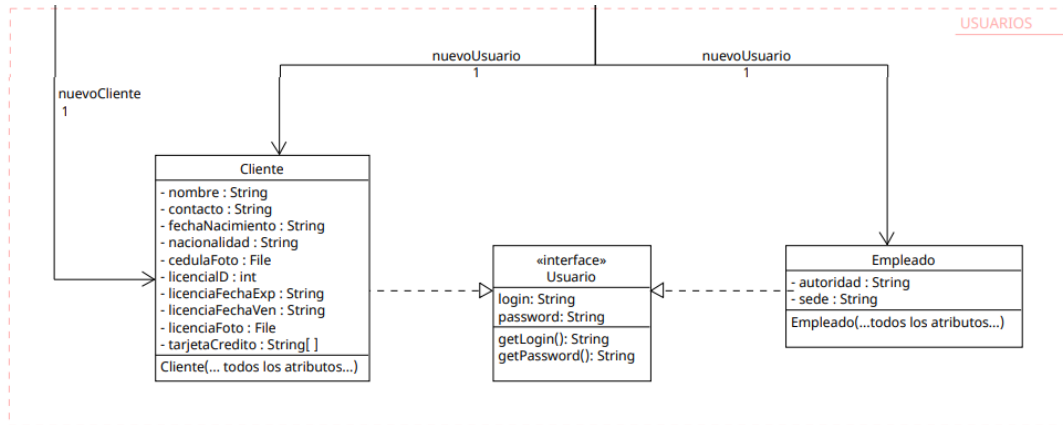 USUARIOS
nuevoUsuario
1
nuevoUsuario
1
nuevoCliente
1
Cliente
- nombre : String
- contacto : String
- fechaNacimiento : String
- nacionalidad : String
- cedulaFoto : File
- licenciaID : int
- licenciaFechaExp : String
- licenciaFechaVen : String
- licenciaFoto : File
- tarjetaCredito : String[ ]
Cliente(... todos los atributos...)
«interface»
Usuario
login: String
password: String
getLogin(): String
getPassword(): String
Empleado
- autoridad : String
- sede : String
Empleado(...todos los atributos...)